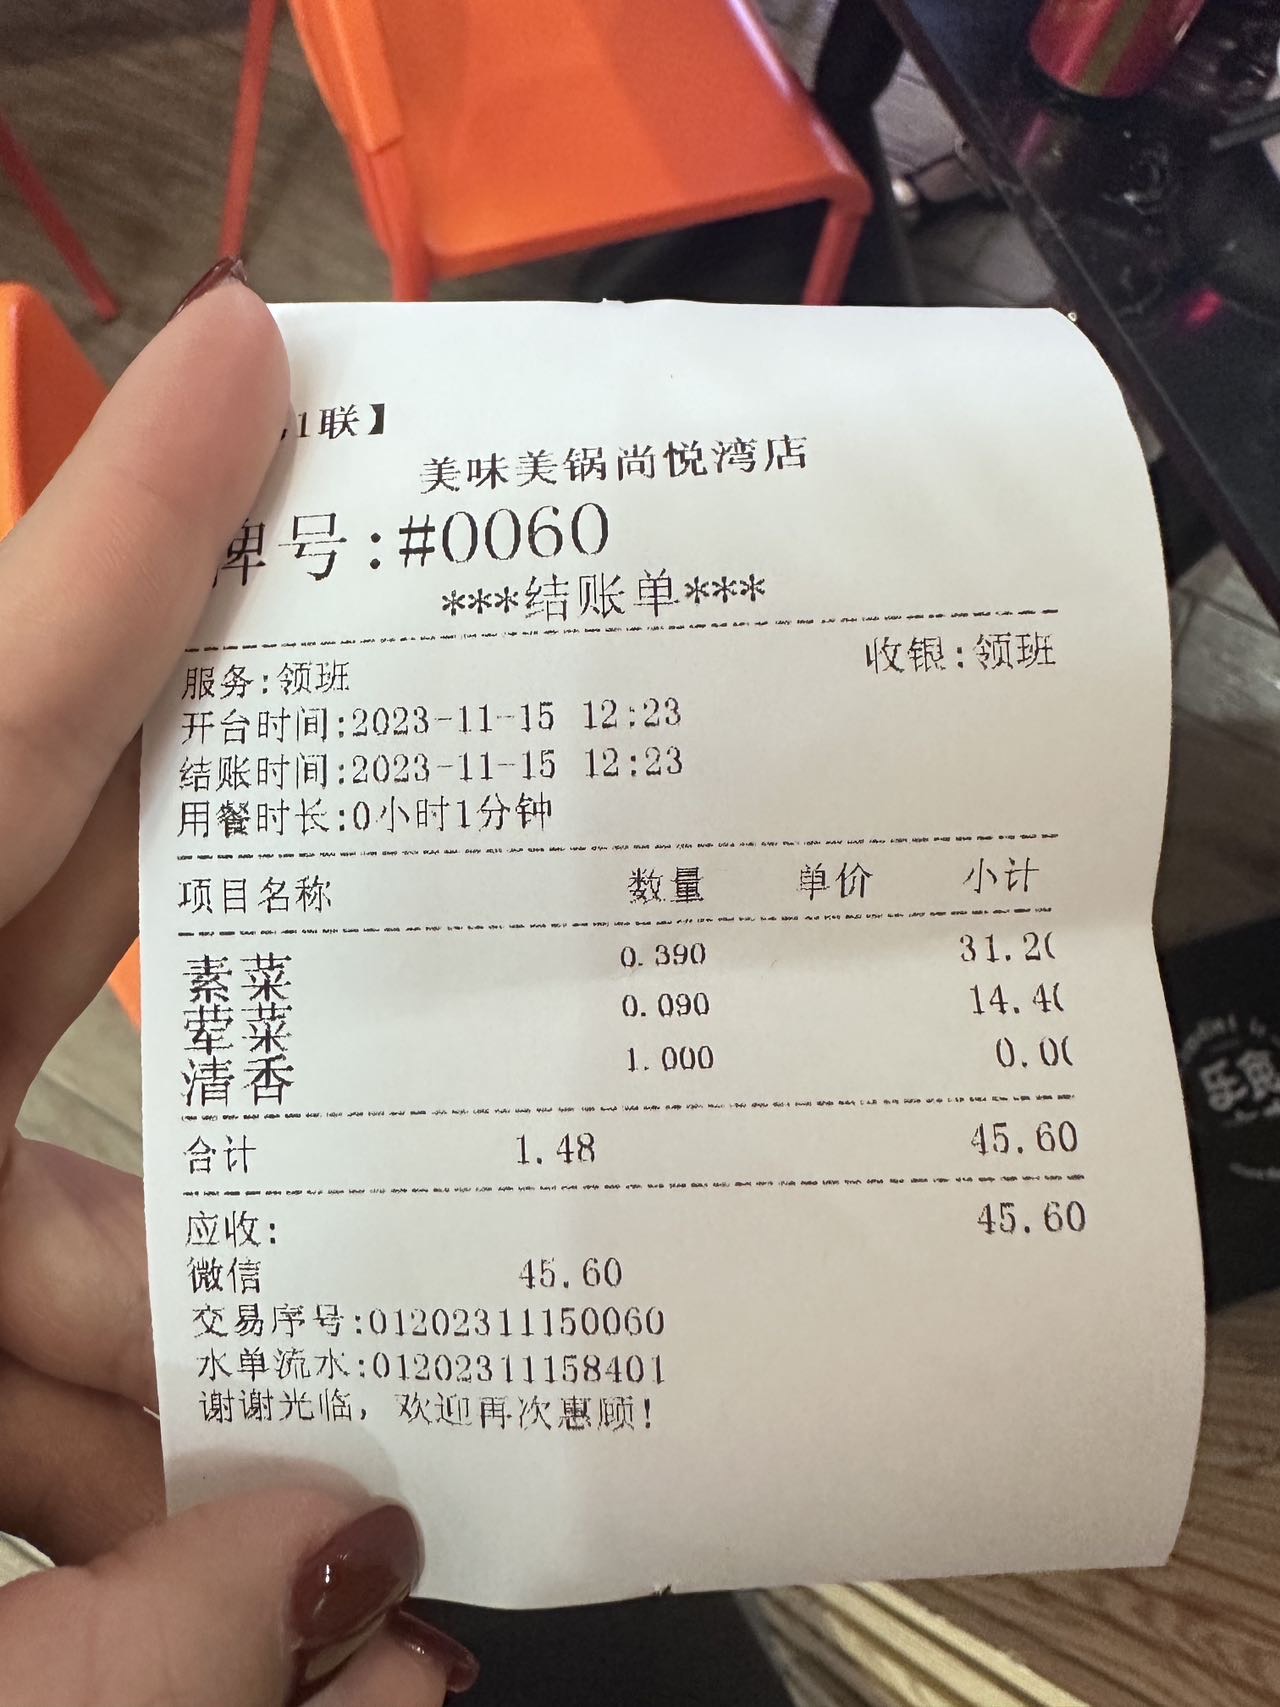 1联】
美味美锅尚悦湾店
牌号:#0060
***结账单***
服务:领班 收银:领班
开台时间:2023-11-15 12:23
结账时间:2023-11-15 12:23
用餐时长:0小时1分钟
项目名称 数量 单价 小计
素菜 0.390 31.20
荤菜 0.090 14.40
清香 1.000 0.00
合计 1.48 45.60
应收: 45.60
微信 45.60
交易序号:01202311150060
水单流水:01202311158401
谢谢光临，欢迎再次惠顾!